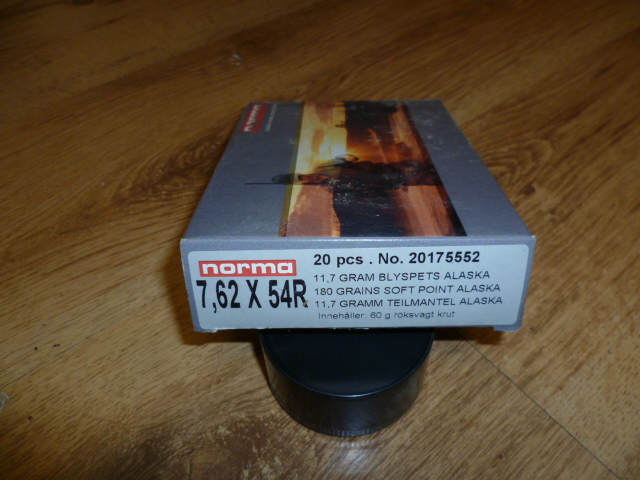 norma
norma
7,62 X 54R
20 pcs . No. 20175552
11,7 GRAM BLYSPETS ALASKA
180 GRAINS SOFT POINT ALASKA
11,7 GRAMM TEILMANTEL ALASKA
Innehåller: 60 g röksvagt krut